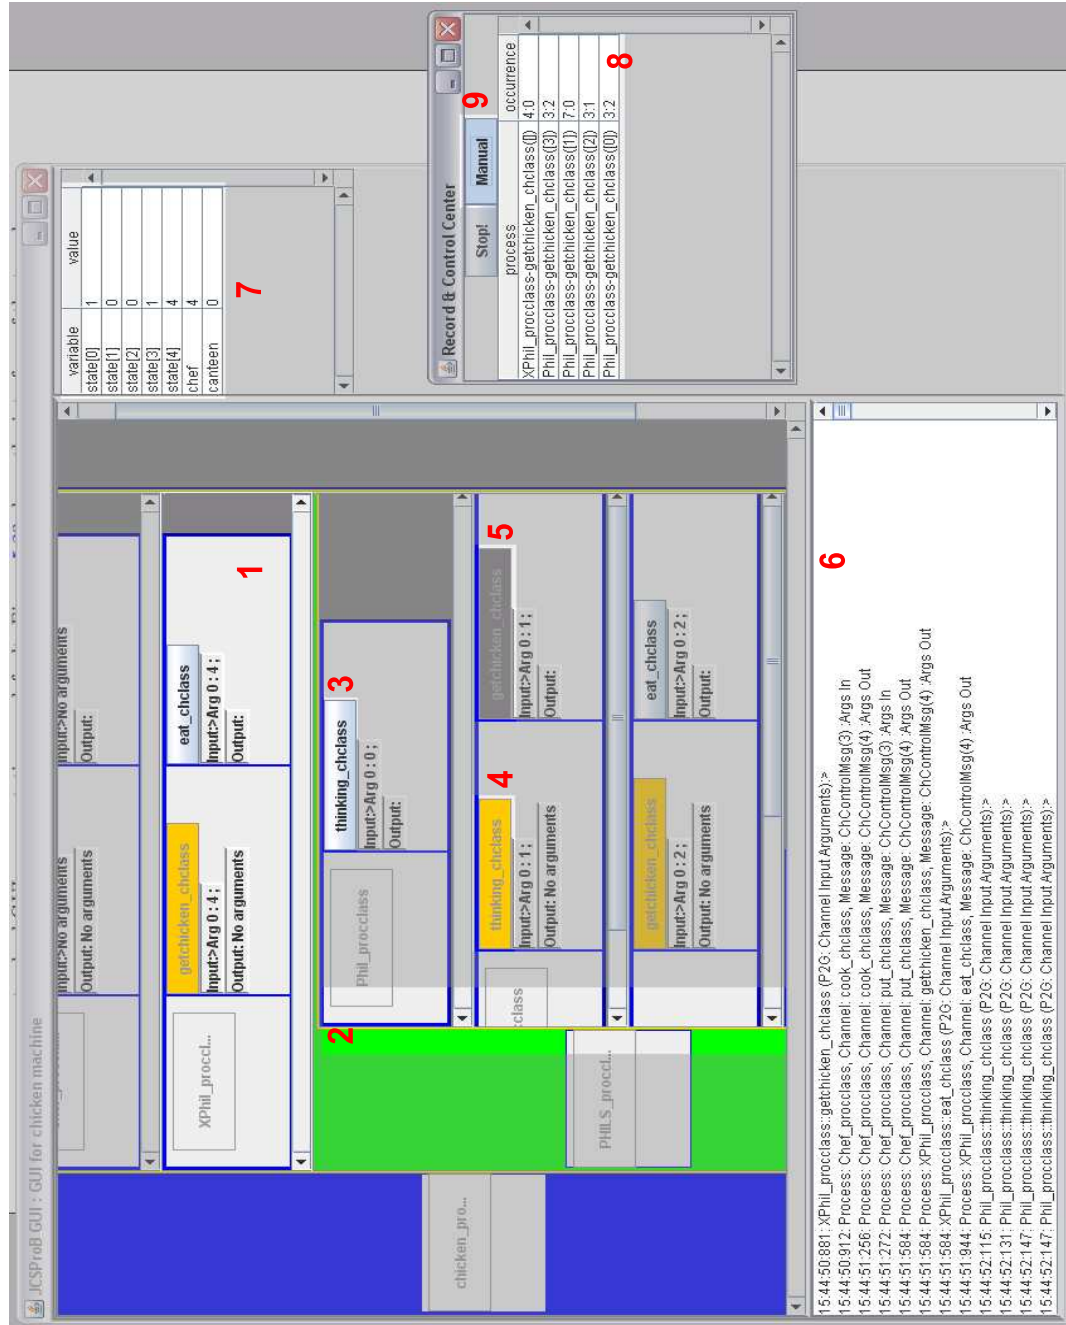 JCSProB GUI : GUI for chicken machine
chicken_pro...
PHILS_proccl...
XPhil_proccl...
Input:>No arguments
Output: No arguments
Input:>No arguments
Output:
getchicken_chclass
Input:>Arg 0 : 4 ;
Output: No arguments
eat_chclass
Input:>Arg 0 : 4 ;
Output:
1
2
Phil_procclass
thinking_chclass
3
Input:>Arg 0 : 0 ;
Output:
:class
thinking_chclass
4
Input:>Arg 0 : 1 ;
Output: No arguments
getchicken_chclass
5
Input:>Arg 0 : 1 ;
Output:
getchicken_chclass
Input:>Arg 0 : 2 ;
Output: No arguments
eat_chclass
Input:>Arg 0 : 2 ;
Output:
variable value
state[0] 1
state[1] 0
state[2] 0
state[3] 1
state[4] 4
chef 4
canteen 0
7
Record & Control Center
Stop! Manual
9
process occurrence
XPhil_procclass-getchicken_chclass([]) 4:0
Phil_procclass-getchicken_chclass([3]) 3:2
Phil_procclass-getchicken_chclass([1]) 7:0
Phil_procclass-getchicken_chclass([2]) 3:1
Phil_procclass-getchicken_chclass([0]) 3:2
8
6
15:44:50:881: XPhil_procclass::getchicken_chclass (P2G: Channel Input Arguments):>
15:44:50:912: Process: Chef_procclass, Channel: cook_chclass, Message: ChControlMsg(3) :Args In
15:44:51:256: Process: Chef_procclass, Channel: cook_chclass, Message: ChControlMsg(4) :Args Out
15:44:51:272: Process: Chef_procclass, Channel: put_chclass, Message: ChControlMsg(3) :Args In
15:44:51:584: Process: Chef_procclass, Channel: put_chclass, Message: ChControlMsg(4) :Args Out
15:44:51:584: Process: XPhil_procclass, Channel: getchicken_chclass, Message: ChControlMsg(4) :Args Out
15:44:51:584: XPhil_procclass::eat_chclass (P2G: Channel Input Arguments):>
15:44:51:944: Process: XPhil_procclass, Channel: eat_chclass, Message: ChControlMsg(4) :Args Out
15:44:52:115: Phil_procclass::thinking_chclass (P2G: Channel Input Arguments):>
15:44:52:131: Phil_procclass::thinking_chclass (P2G: Channel Input Arguments):>
15:44:52:147: Phil_procclass::thinking_chclass (P2G: Channel Input Arguments):>
15:44:52:147: Phil_procclass::thinking_chclass (P2G: Channel Input Arguments):>